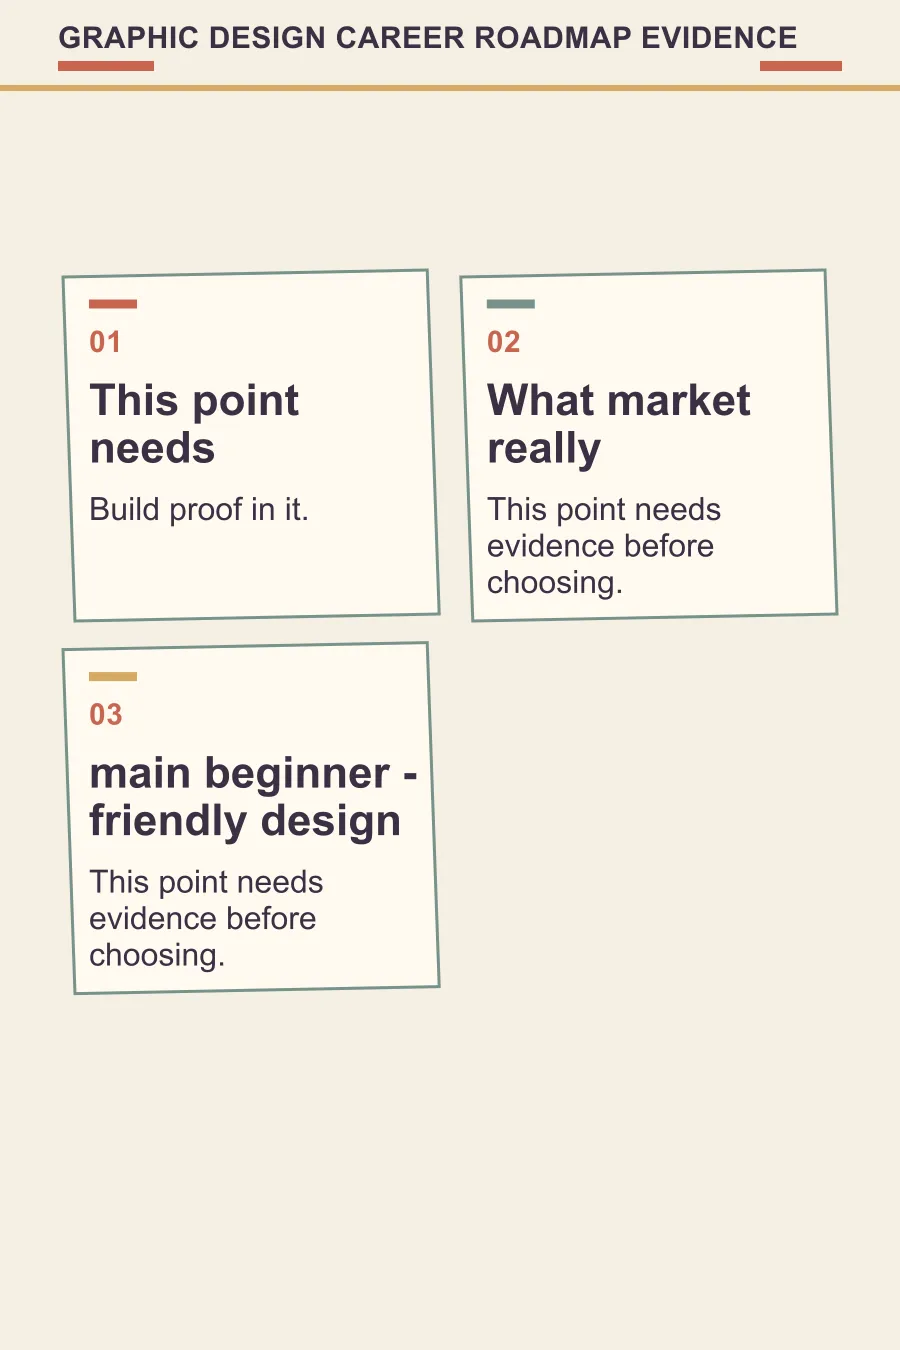 GRAPHIC DESIGN CAREER ROADMAP EVIDENCE
01
This point
needs
Build proof in it.
02
What market
really
This point needs
evidence before
choosing.
03
main beginner -
friendly design
This point needs
evidence before
choosing.